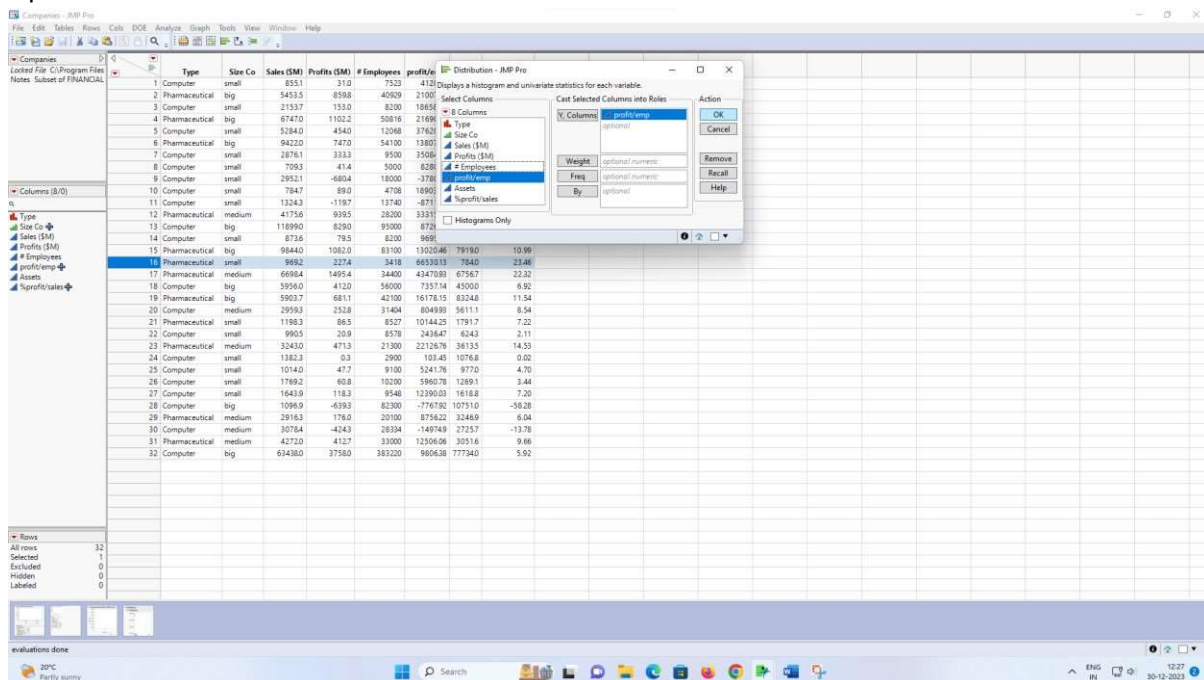 Companies - JMP Pro
File Edit Tables Rows Cols DOE Analyze Graph Tools View Window Help
Companies
Locked File C:\Program Files
Notes Subset of FINANCIAL
Type Size Co Sales ($M) Profits ($M) # Employees profit/e
1 Computer small 855.1 31.0 7523
2 Pharmaceutical big 5453.5 859.8 40929
3 Computer small 2153.7 153.0 8200
4 Pharmaceutical big 6747.0 1102.2 50816
5 Computer small 5284.0 454.0 12068
6 Pharmaceutical big 9422.0 747.0 54100
7 Computer small 2876.1 333.3 9500
8 Computer small 709.3 41.4 5000
9 Computer small 2952.1 -680.4 18000
10 Computer small 784.7 89.0 4708
11 Computer small 1324.3 -119.7 13740
12 Pharmaceutical medium 4175.6 939.5 28200
13 Computer big 11899.0 829.0 95000
14 Computer small 873.6 79.5 8200
15 Pharmaceutical big 9844.0 1082.0 83100 13020.46 7919.0 10.99
16 Pharmaceutical small 969.2 227.4 3418 66530.13 784.0 23.46
17 Pharmaceutical medium 6698.4 1495.4 34400 43470.93 6756.7 22.32
18 Computer big 5956.0 412.0 56000 7357.14 4500.0 6.92
19 Pharmaceutical big 5903.7 681.1 42100 16178.15 8324.8 11.54
20 Computer medium 2959.3 252.8 31404 8049.93 5611.1 8.54
21 Pharmaceutical small 1198.3 86.5 8527 10144.25 1791.7 7.22
22 Computer small 990.5 20.9 8578 2436.47 624.3 2.11
23 Pharmaceutical medium 3243.0 471.3 21300 22126.76 3613.5 14.53
24 Computer small 1382.3 0.3 2900 103.45 1076.8 0.02
25 Computer small 1014.0 47.7 9100 5241.76 977.0 4.70
26 Computer small 1769.2 60.8 10200 5960.78 1269.1 3.44
27 Computer small 1643.9 118.3 9548 12390.03 1618.8 7.20
28 Computer big 1096.9 -639.3 82300 -7767.92 10751.0 -58.28
29 Pharmaceutical medium 2916.3 176.0 20100 8756.22 3246.9 6.04
30 Computer medium 3078.4 -424.3 28334 -14974.9 2725.7 -13.78
31 Pharmaceutical medium 4272.0 412.7 33000 12506.06 3051.6 9.66
32 Computer big 63438.0 3758.0 383220 9806.38 77734.0 5.92
Distribution - JMP Pro
Displays a histogram and univariate statistics for each variable.
Select Columns
8 Columns
Type
Size Co
Sales ($M)
Profits ($M)
# Employees
profit/emp
Assets
%profit/sales
Histograms Only
Cast Selected Columns into Roles
Y, Columns profit/emp
optional
Weight optional numeric
Freq optional numeric
By optional
Action
OK
Cancel
Remove
Recall
Help
Columns (8/0)
Type
Size Co
Sales ($M)
Profits ($M)
# Employees
profit/emp
Assets
%profit/sales
Rows
All rows 32
Selected 1
Excluded 0
Hidden 0
Labeled 0
evaluations done
20°C
Partly sunny
Search
ENG
IN
12:27
30-12-2023